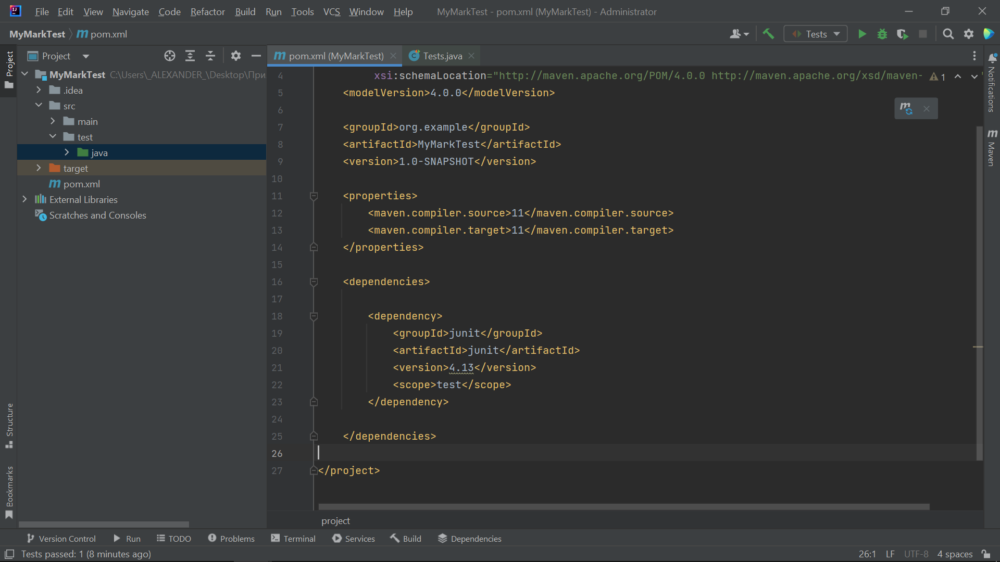 File Edit View Navigate Code Refactor Build Run Tools VCS Window Help MyMarkTest - pom.xml (MyMarkTest) - Administrator
MyMarkTest pom.xml Tests
Project
Project
pom.xml (MyMarkTest) Tests.java
MyMarkTest C:\Users\_ALEXANDER_\Desktop\При
.idea
src
main
test
java
target
pom.xml
External Libraries
Scratches and Consoles
4 xsi:schemaLocation="http://maven.apache.org/POM/4.0.0 http://maven.apache.org/xsd/maven- 1
5 <modelVersion>4.0.0</modelVersion>
6
7 <groupId>org.example</groupId>
8 <artifactId>MyMarkTest</artifactId>
9 <version>1.0-SNAPSHOT</version>
10
11 <properties>
12 <maven.compiler.source>11</maven.compiler.source>
13 <maven.compiler.target>11</maven.compiler.target>
14 </properties>
15
16 <dependencies>
17
18 <dependency>
19 <groupId>junit</groupId>
20 <artifactId>junit</artifactId>
21 <version>4.13</version>
22 <scope>test</scope>
23 </dependency>
24
25 </dependencies>
26
27 </project>
project
Notifications
Maven
Structure
Bookmarks
Version Control Run TODO Problems Terminal Services Build Dependencies
Tests passed: 1 (8 minutes ago) 26:1 LF UTF-8 4 spaces